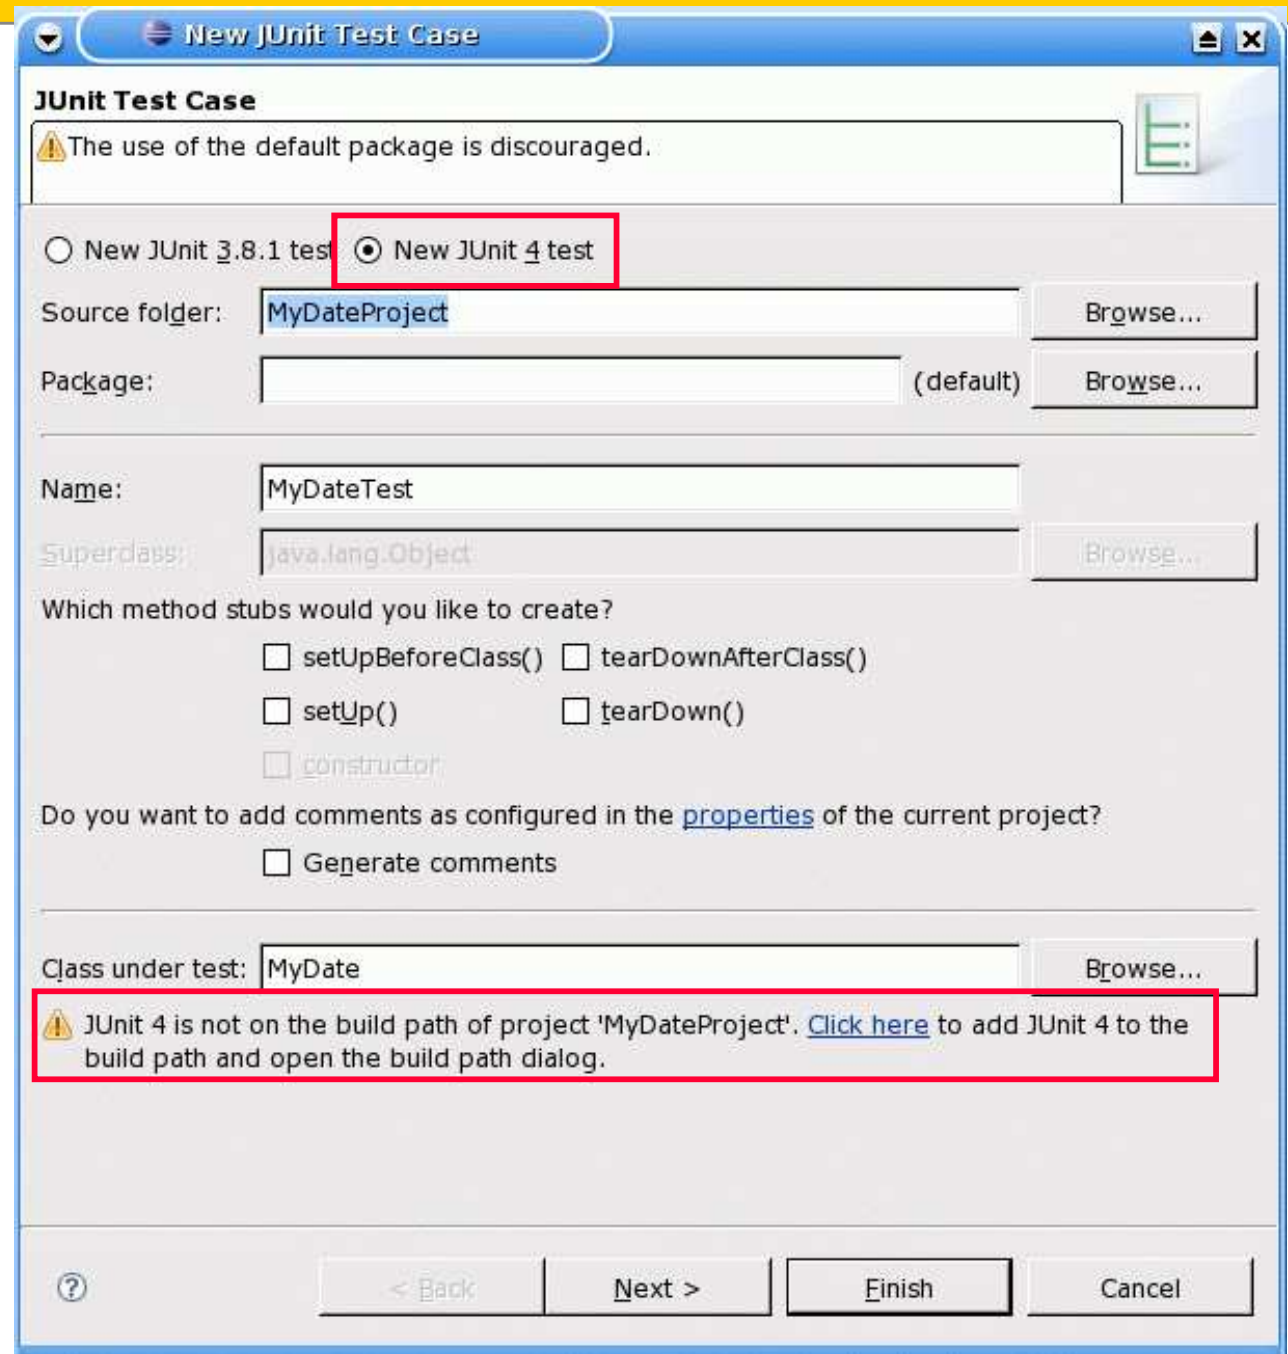 New JUnit Test Case
JUnit Test Case
The use of the default package is discouraged.
New JUnit 3.8.1 test New JUnit 4 test
Source folder: MyDateProject Browse...
Package: (default) Browse...
Name: MyDateTest
Superclass: java.lang.Object Browse...
Which method stubs would you like to create?
setUpBeforeClass() tearDownAfterClass()
setUp() tearDown()
constructor
Do you want to add comments as configured in the properties of the current project?
Generate comments
Class under test: MyDate Browse...
JUnit 4 is not on the build path of project 'MyDateProject'. Click here to add JUnit 4 to the
build path and open the build path dialog.
? < Back Next > Finish Cancel